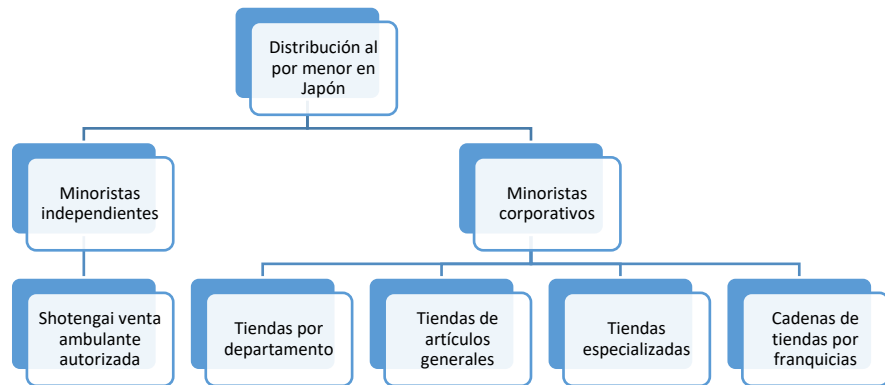 Distribución al
por menor en
Japón
Minoristas
independientes
Minoristas
corporativos
Shotengai venta
ambulante
autorizada
Tiendas por
departamento
Tiendas de
artículos
generales
Tiendas
especializadas
Cadenas de
tiendas por
franquicias